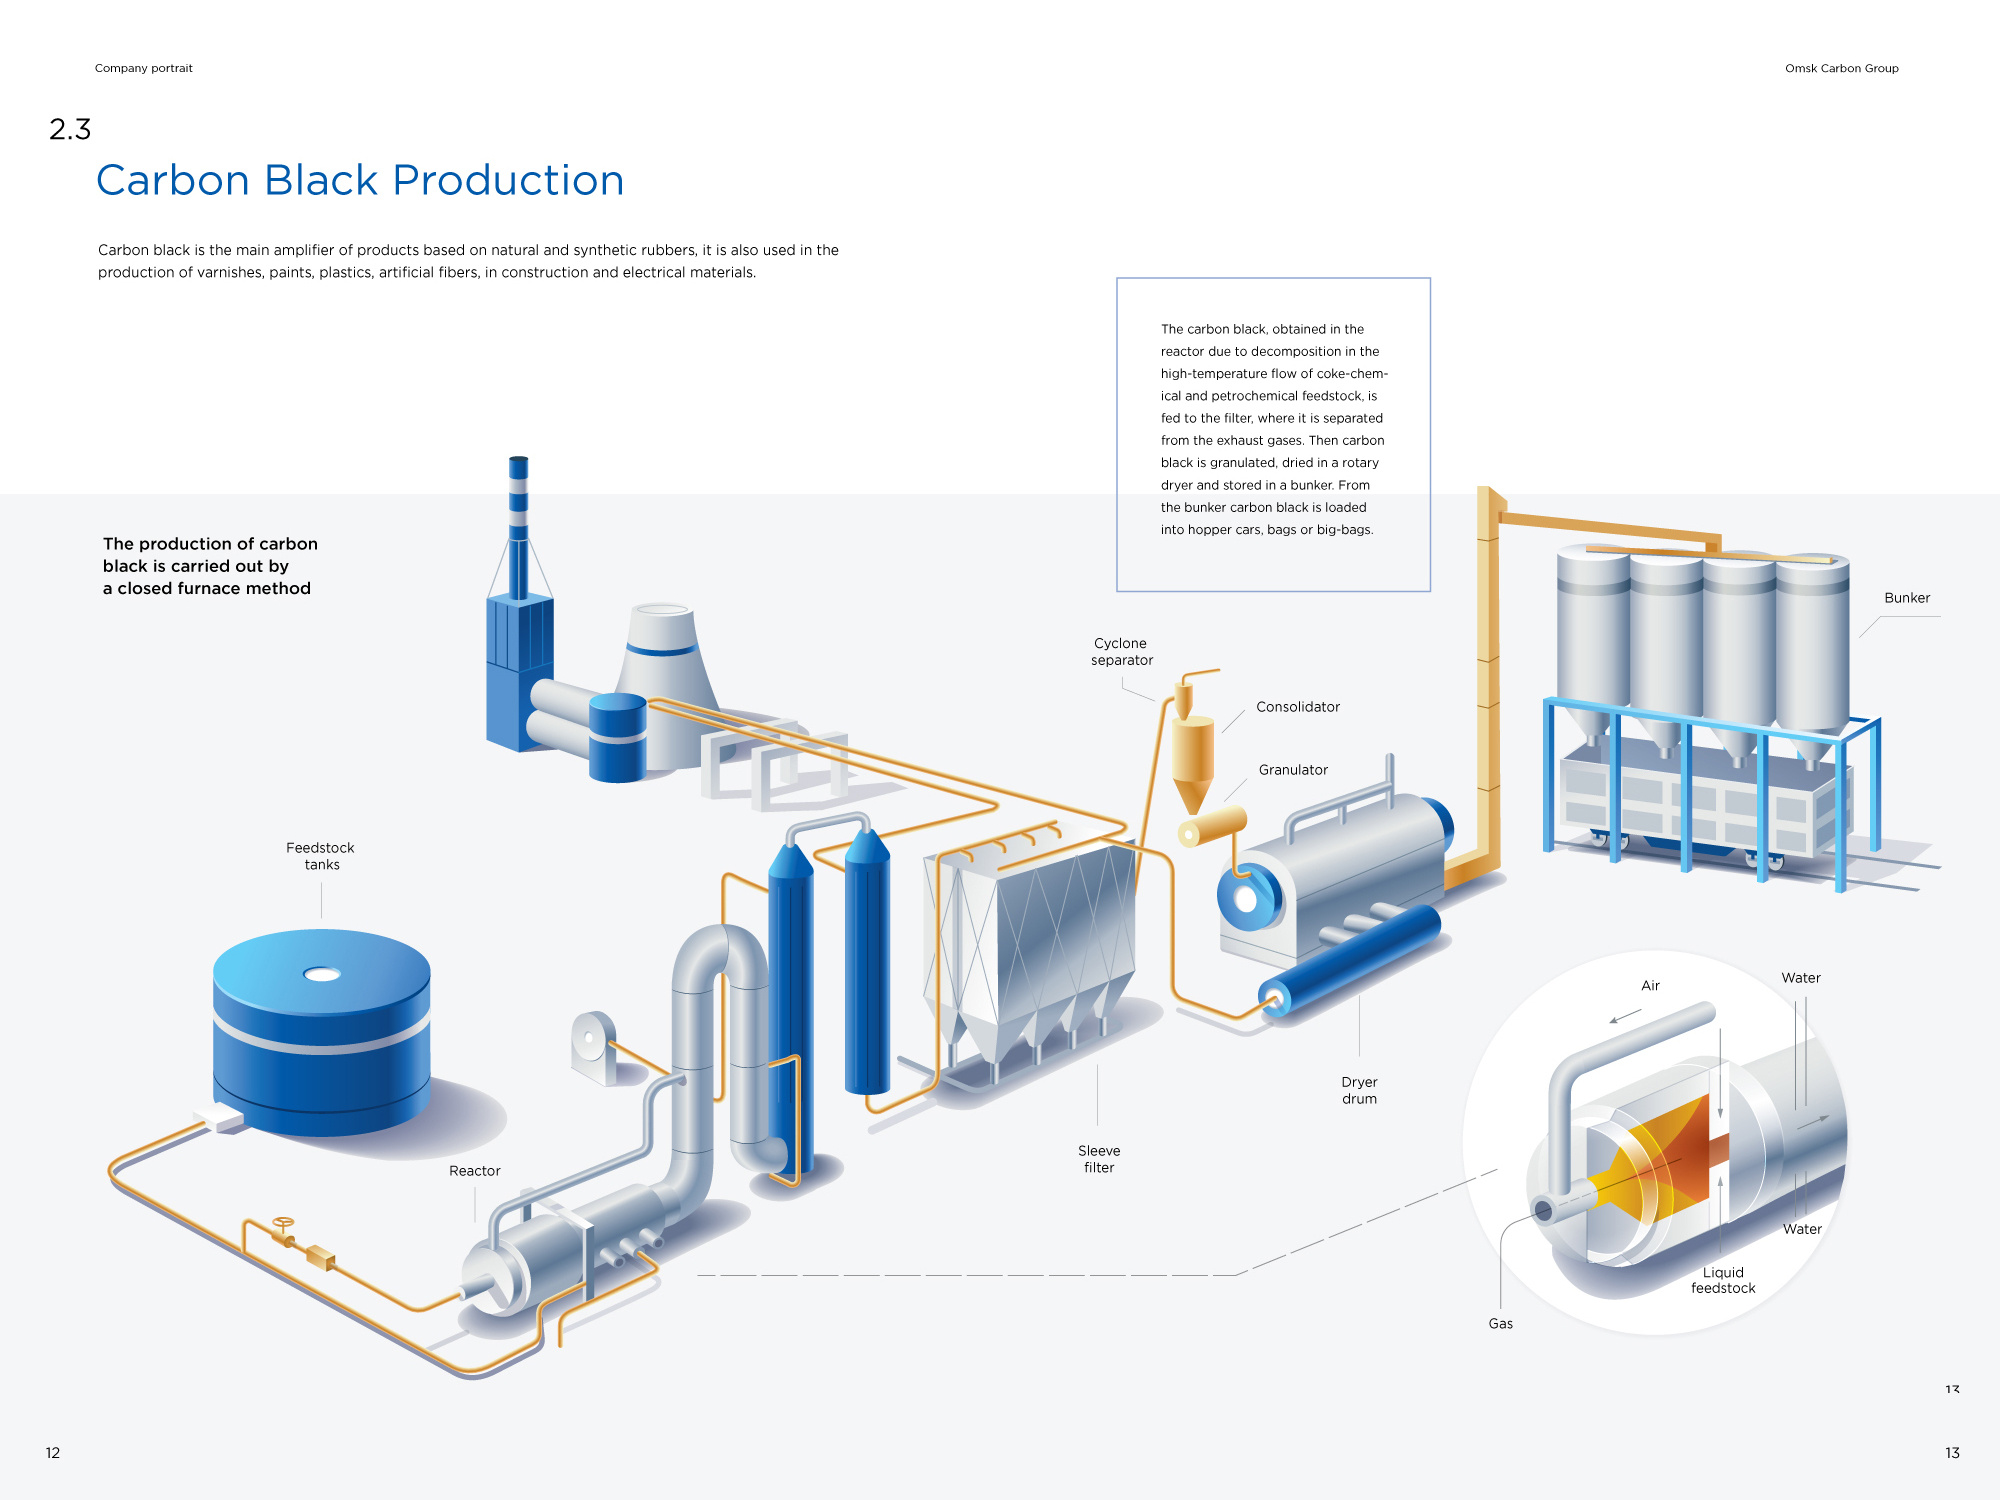 Company portrait
Omsk Carbon Group
2.3
Carbon Black Production
Carbon black is the main amplifier of products based on natural and synthetic rubbers, it is also used in the
production of varnishes, paints, plastics, artificial fibers, in construction and electrical materials.
The carbon black, obtained in the
reactor due to decomposition in the
high-temperature flow of coke-chem-
ical and petrochemical feedstock, is
fed to the filter, where it is separated
from the exhaust gases. Then carbon
black is granulated, dried in a rotary
dryer and stored in a bunker. From
the bunker carbon black is loaded
into hopper cars, bags or big-bags.
The production of carbon
black is carried out by
a closed furnace method
Bunker
Cyclone
separator
Consolidator
Granulator
Feedstock
tanks
Air
Water
Dryer
drum
Sleeve
filter
Reactor
Water
Liquid
feedstock
Gas
13
12
13